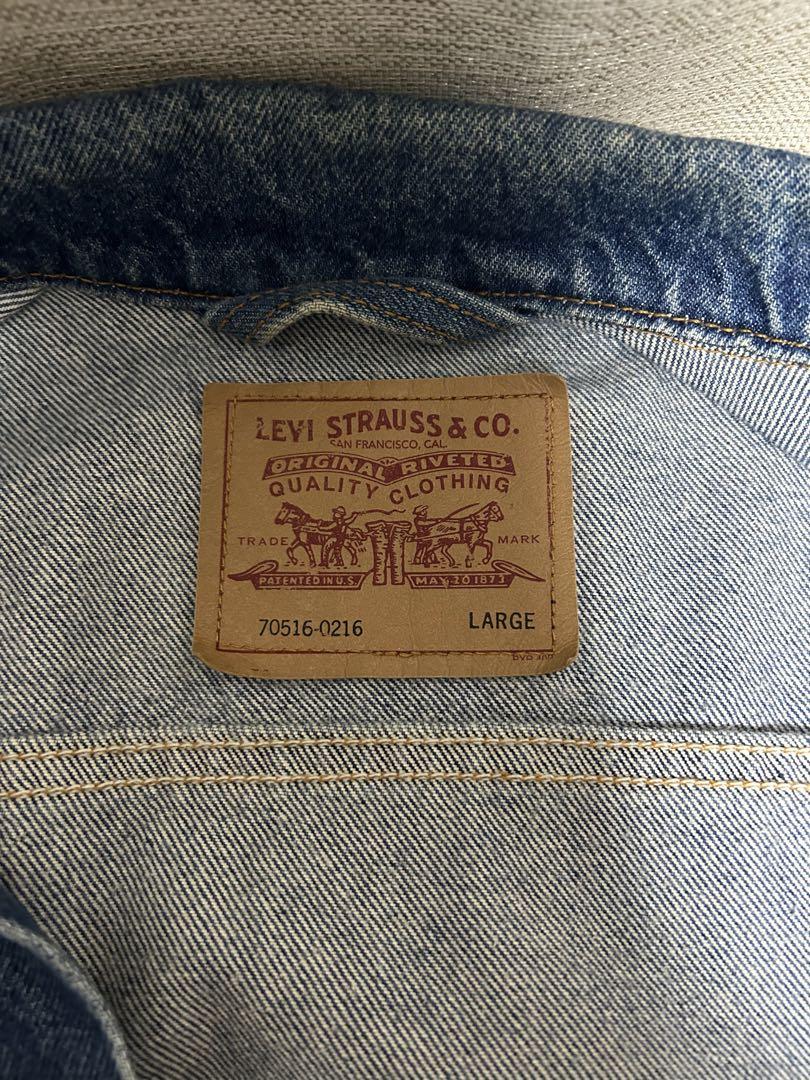 LEVI STRAUSS & CO.
SAN FRANCISCO, CAL.
ORIGINAL RIVETED
QUALITY CLOTHING
TRADE MARK
PATENTED IN U.S. MAY 20 1873
70516-0216 LARGE